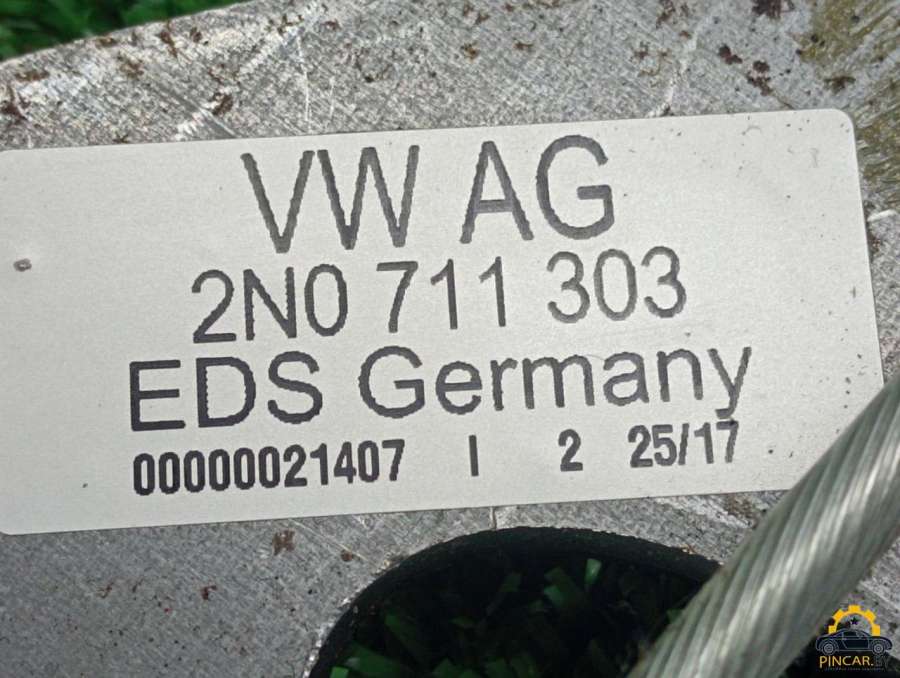 VW AG
2N0 711 303
EDS Germany
00000021407 I 2 25/17
PINCAR.BY